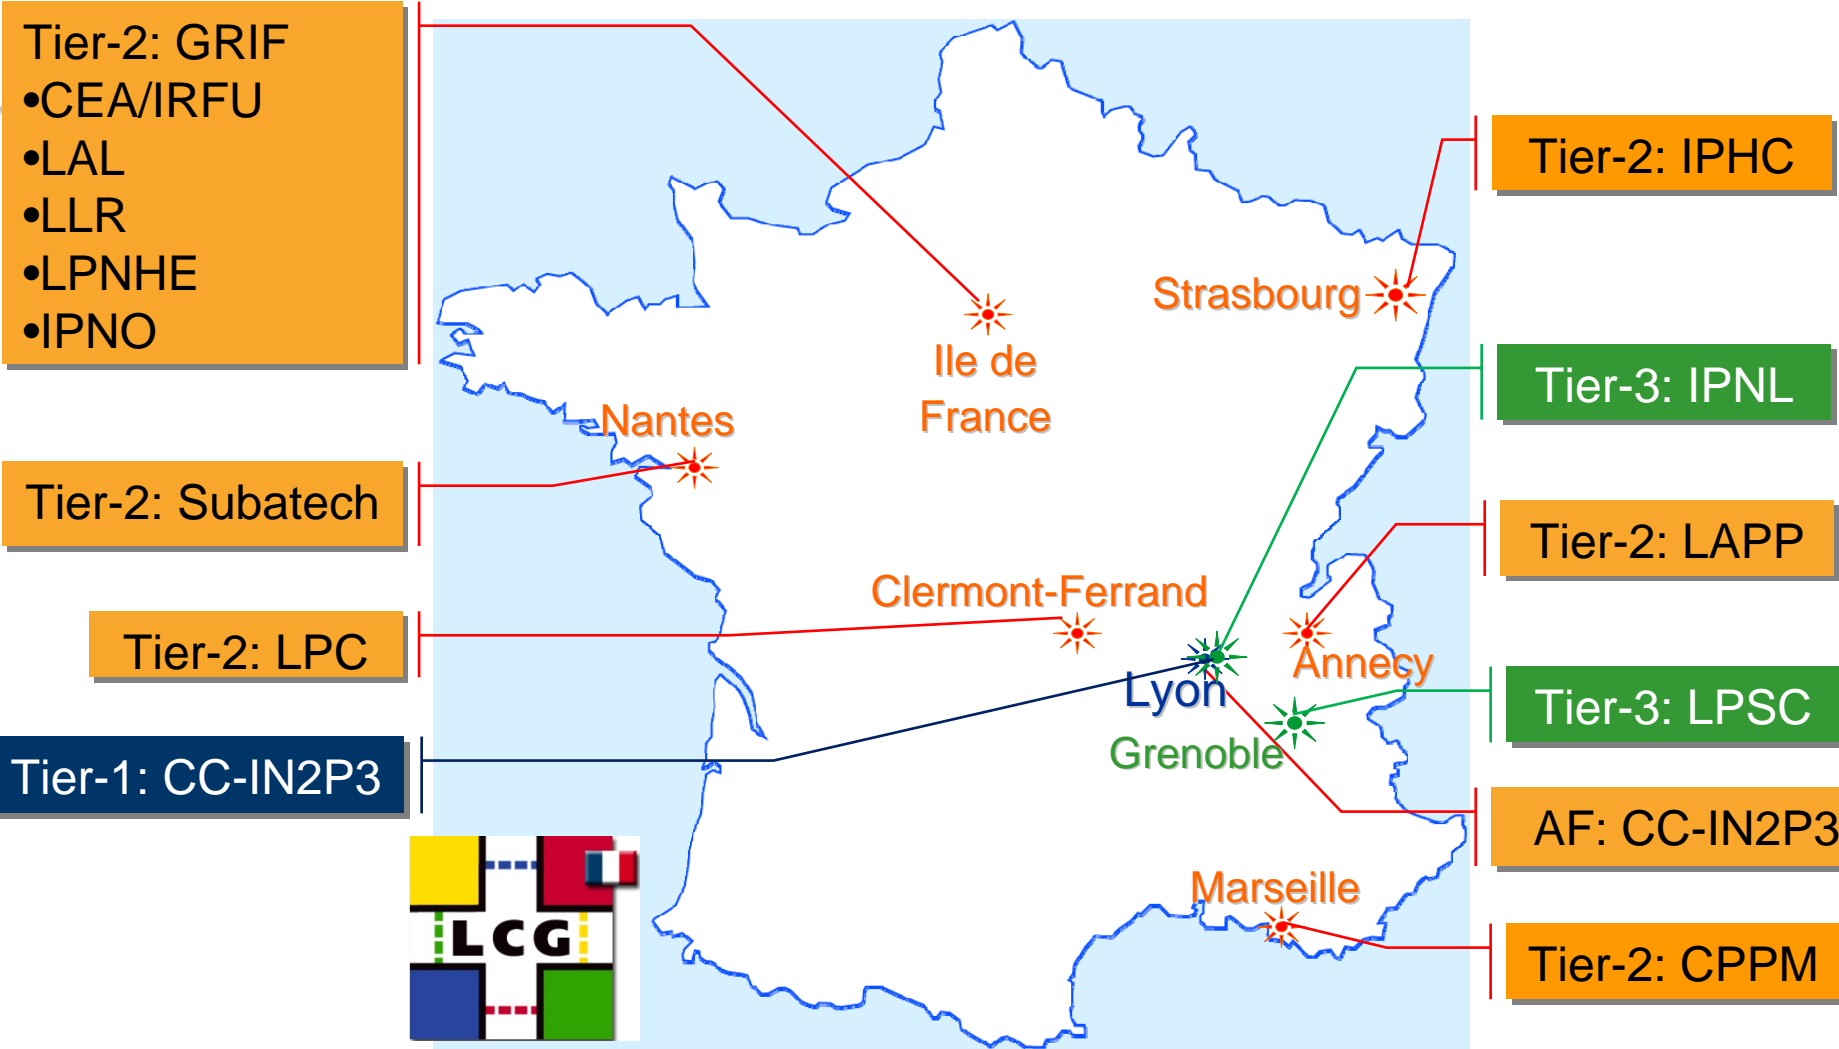 Tier-2: GRIF
•CEA/IRFU
•LAL
•LLR
•LPNHE
•IPNO
Tier-2: Subatech
Tier-2: LPC
Tier-1: CC-IN2P3
Strasbourg
Ile de
France
Nantes
Clermont-Ferrand
Annecy
Lyon
Grenoble
Marseille
LCG
Tier-2: IPHC
Tier-3: IPNL
Tier-2: LAPP
Tier-3: LPSC
AF: CC-IN2P3
Tier-2: CPPM